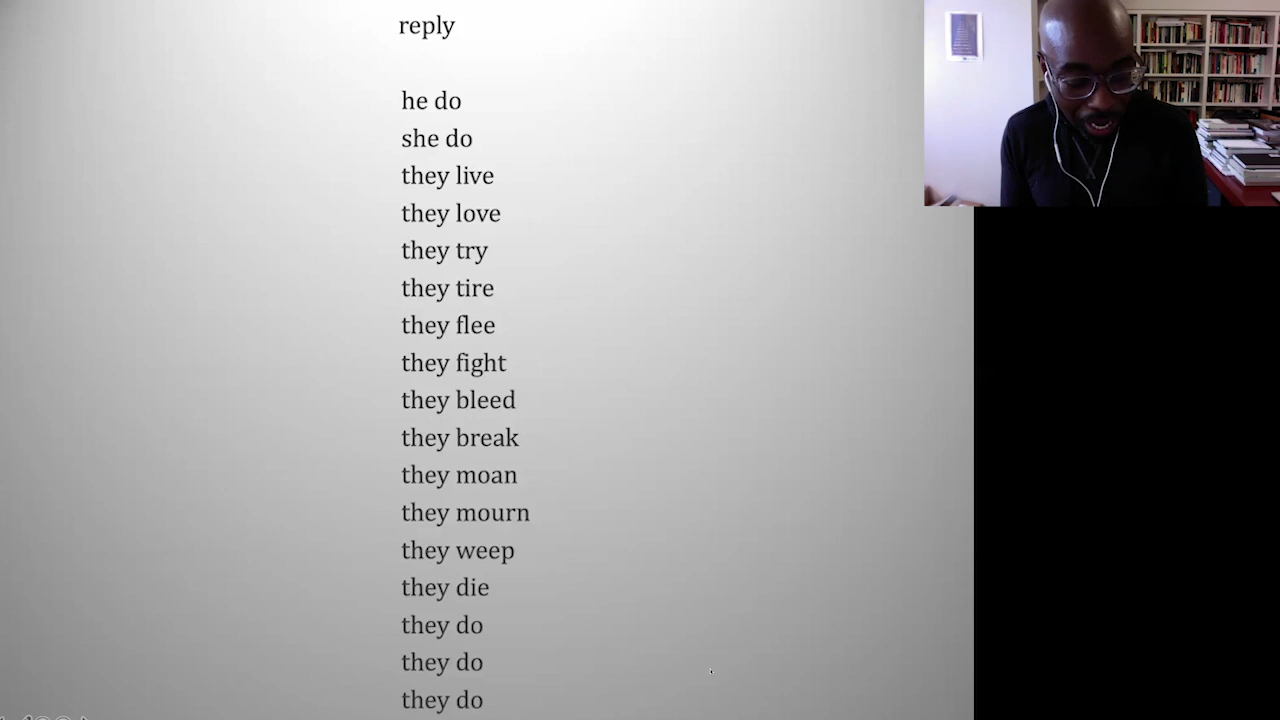 reply
he do
she do
they live
they love
they try
they tire
they flee
they fight
they bleed
they break
they moan
they mourn
they weep
they die
they do
they do
they do